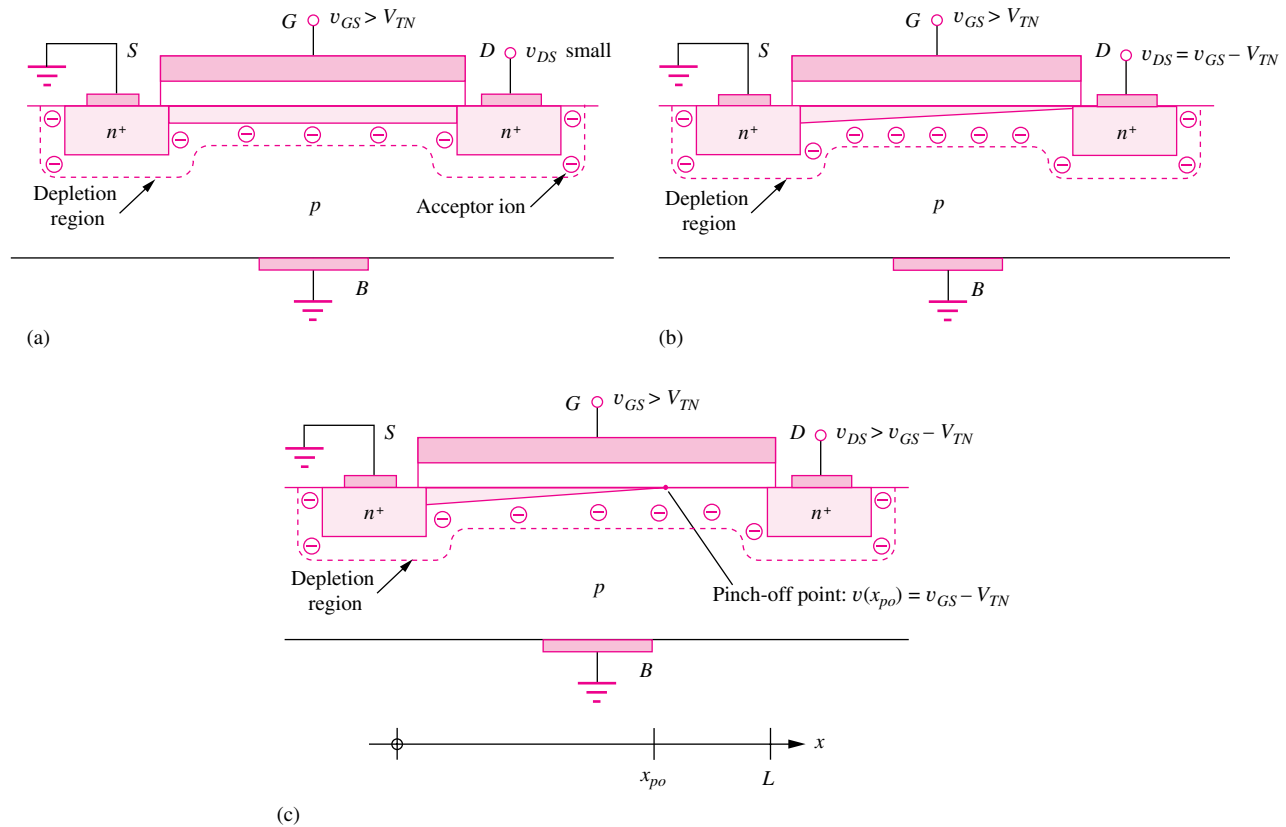 G v_GS > V_TN
S
D v_DS small
n⁺
n⁺
Depletion
region
p
Acceptor ion
B
(a)
G v_GS > V_TN
S
D v_DS = v_GS – V_TN
n⁺
n⁺
Depletion
region
p
B
(b)
G v_GS > V_TN
S
D v_DS > v_GS – V_TN
n⁺
n⁺
Depletion
region
p
Pinch-off point: v(x_po) = v_GS – V_TN
B
x
x_po
L
(c)